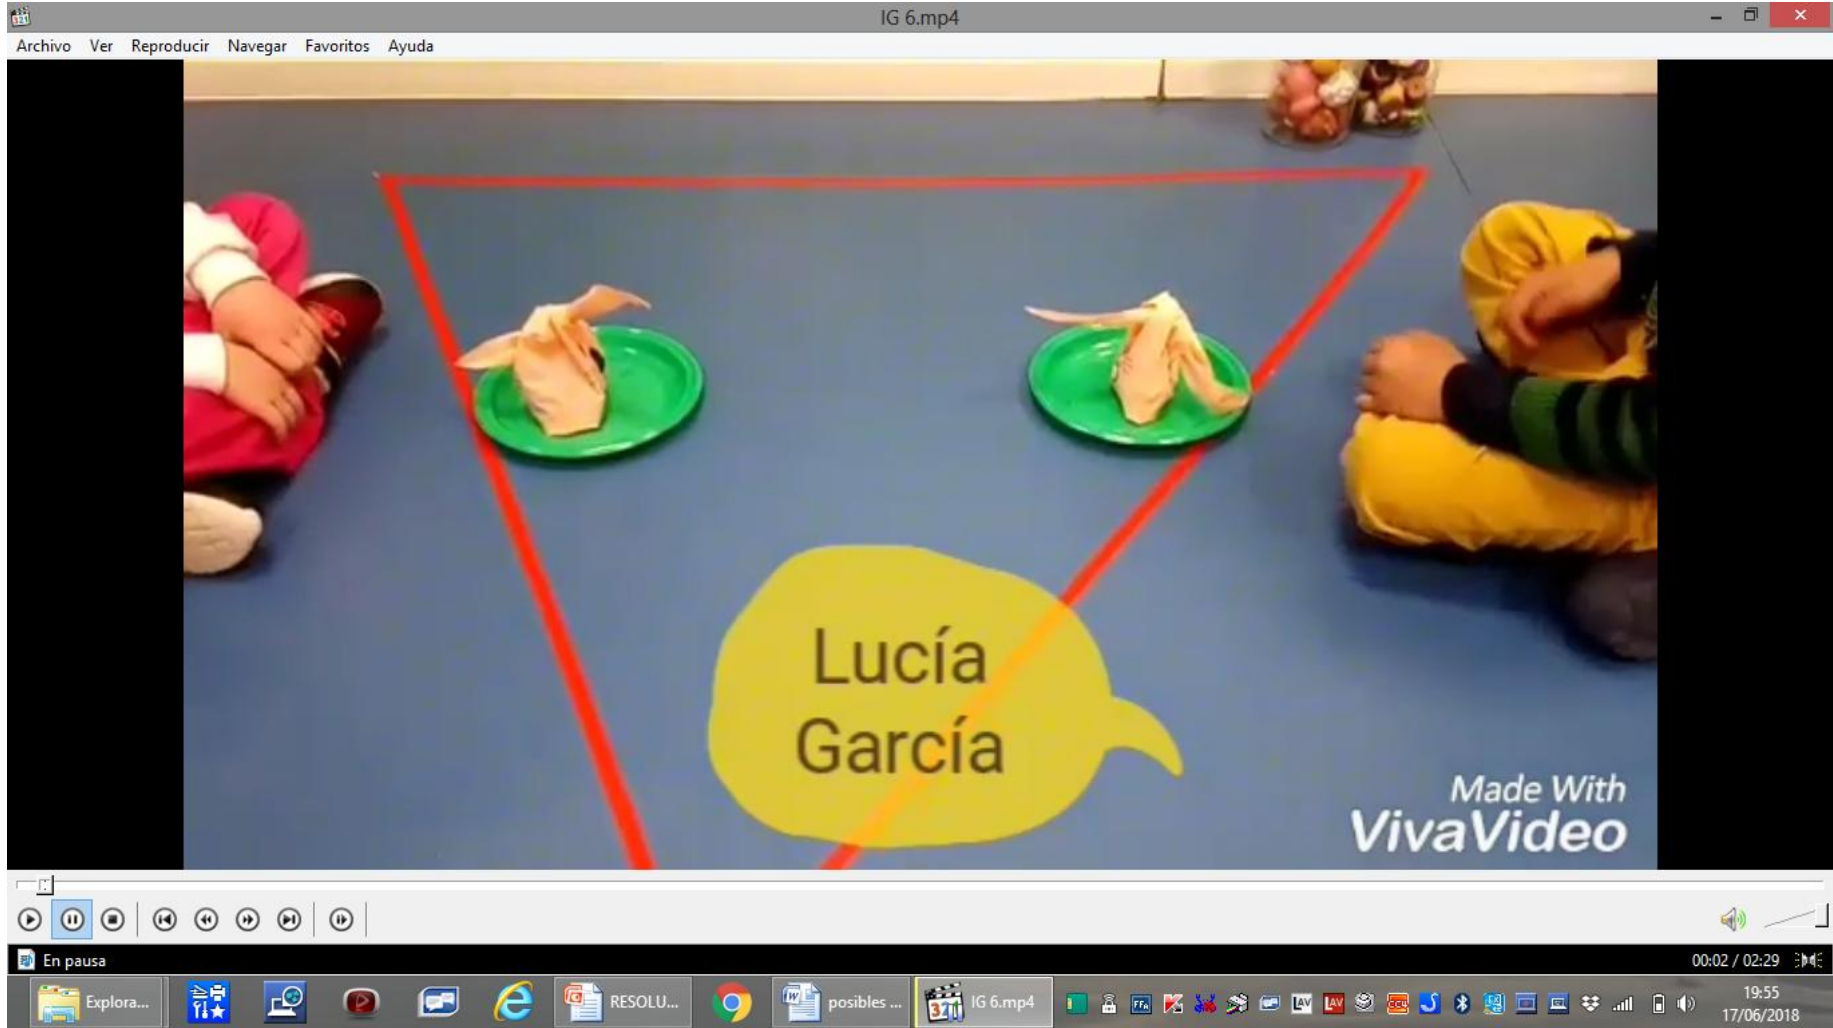 IG 6.mp4
Archivo Ver Reproducir Navegar Favoritos Ayuda
Lucía
García
Made With
VivaVideo
En pausa
00:02 / 02:29
Explora...
RESOLU...
posibles ...
IG 6.mp4
19:55
17/06/2018